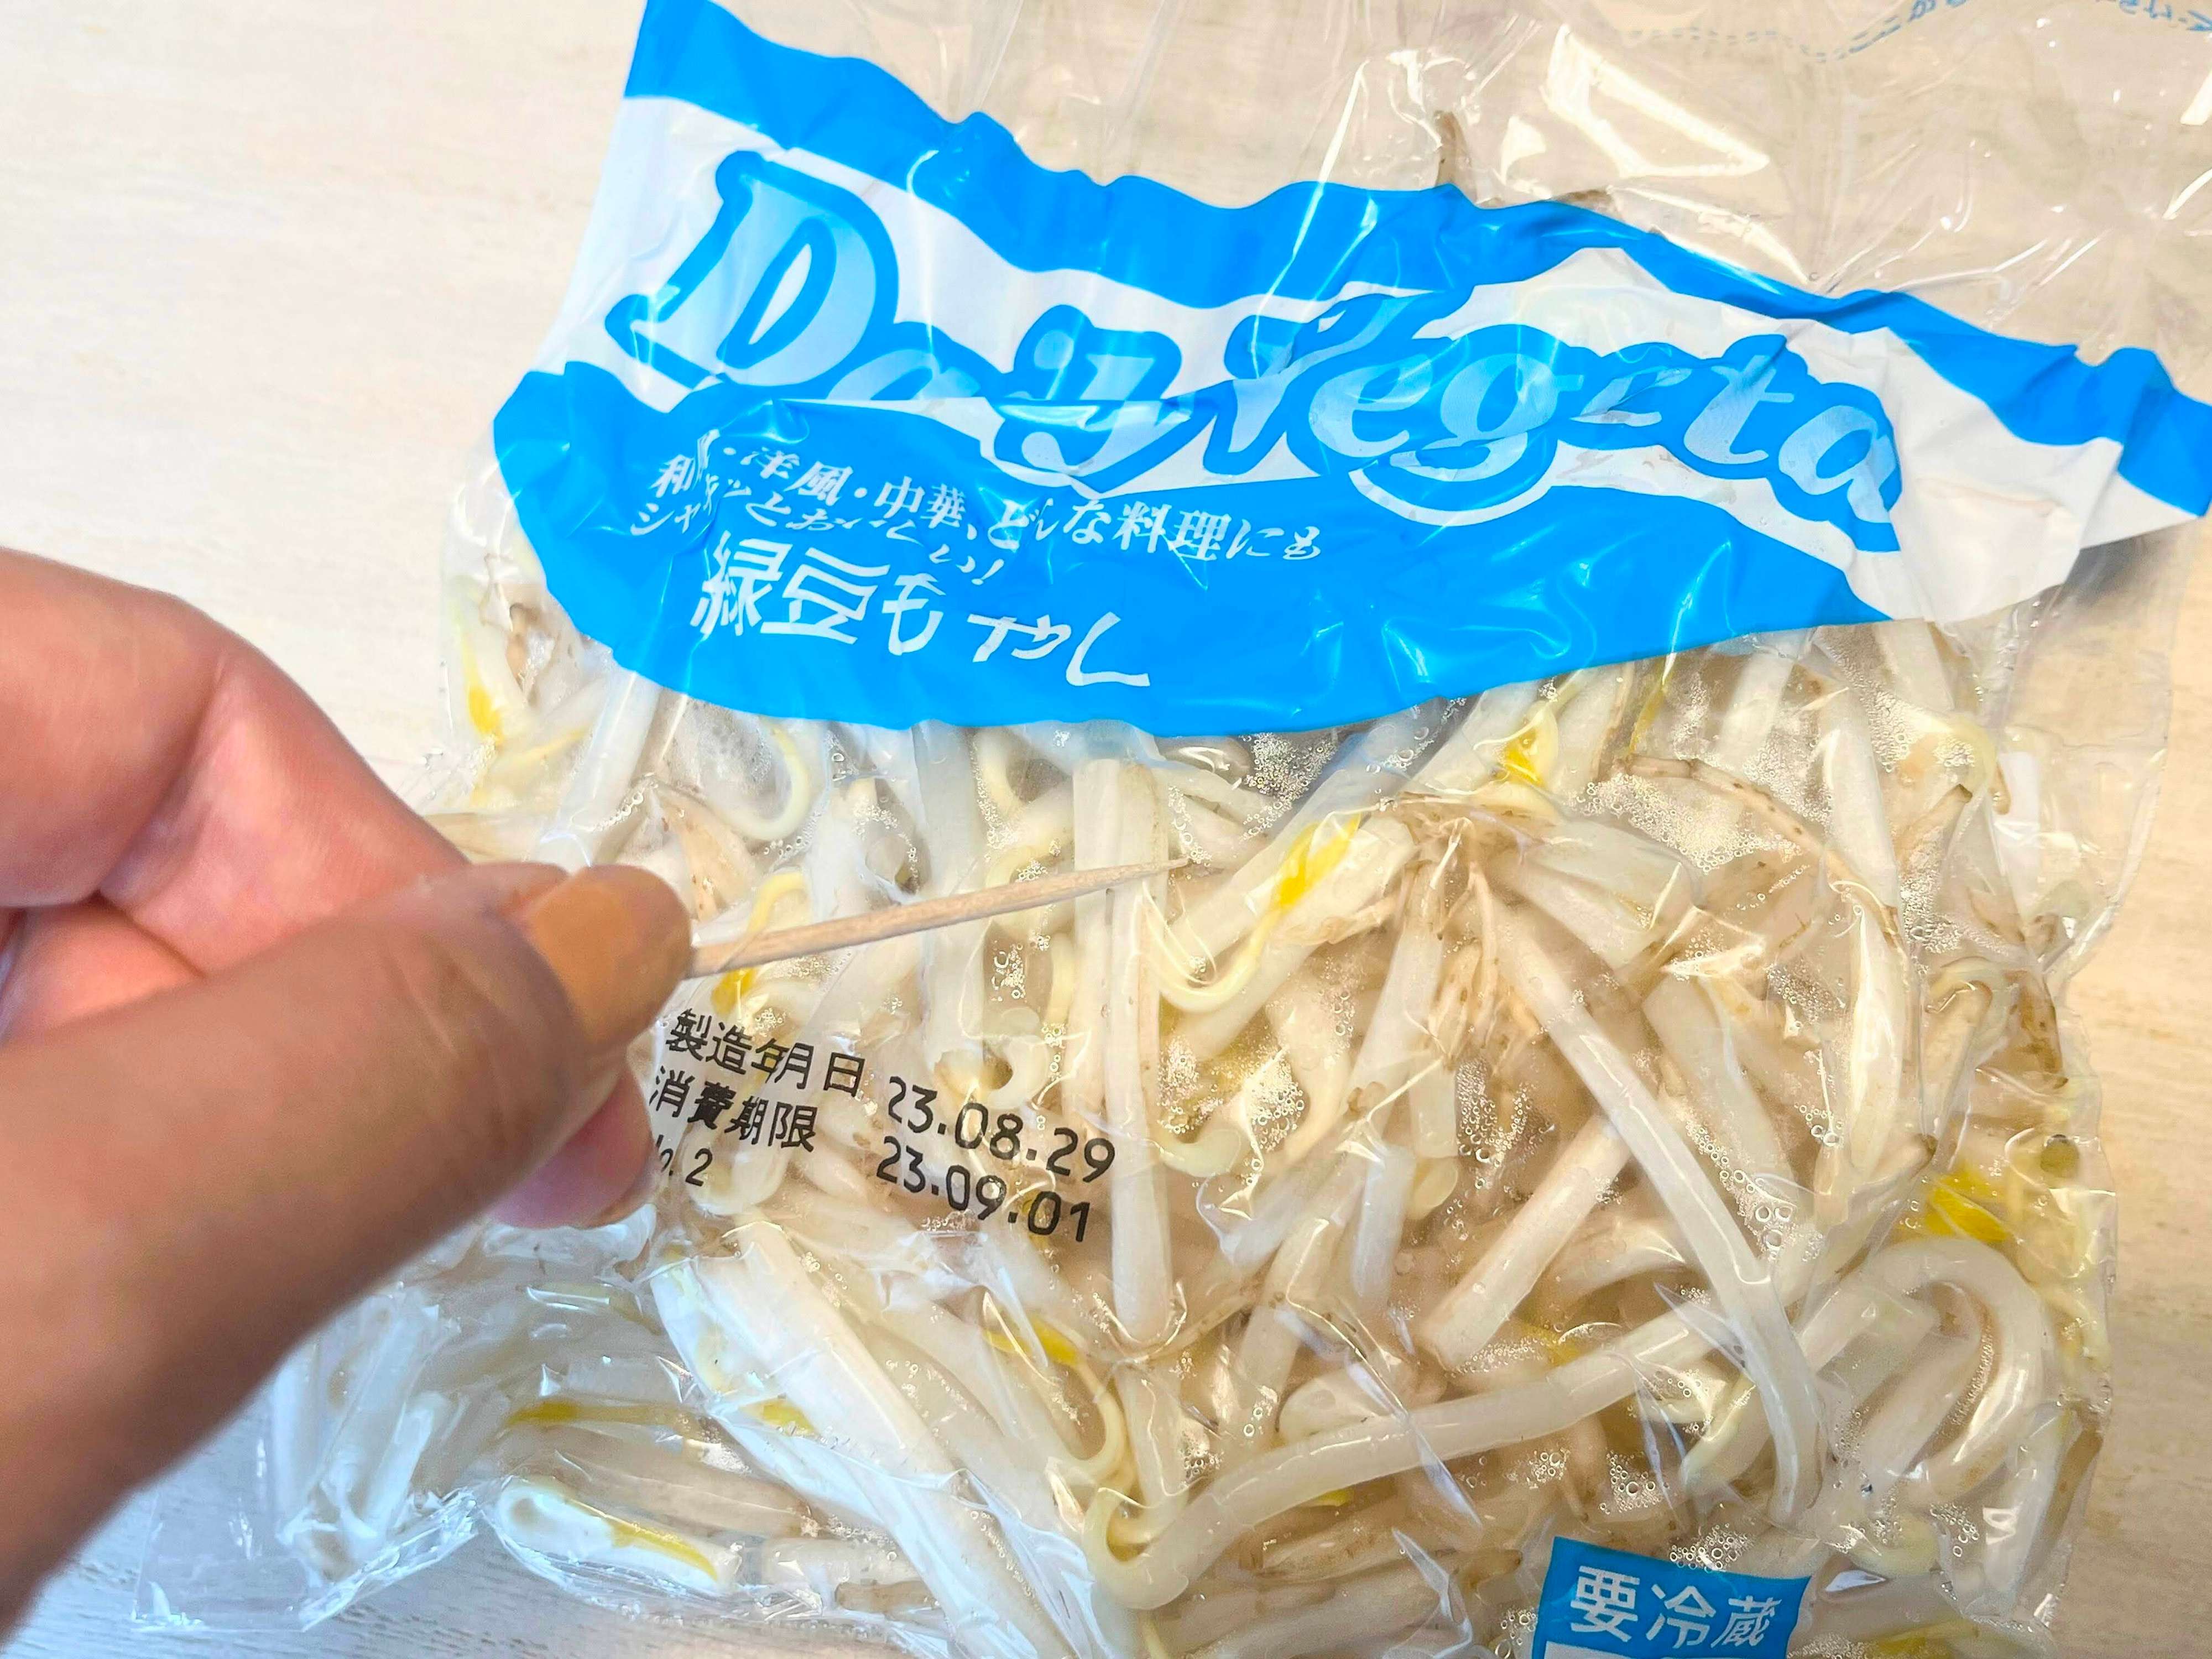 Day Vegeta
和風・洋風・中華、どんな料理にも
シャキッとおいしい!
緑豆もやし
製造年月日 23.08.29
消費期限 23.09.01
2
要冷蔵